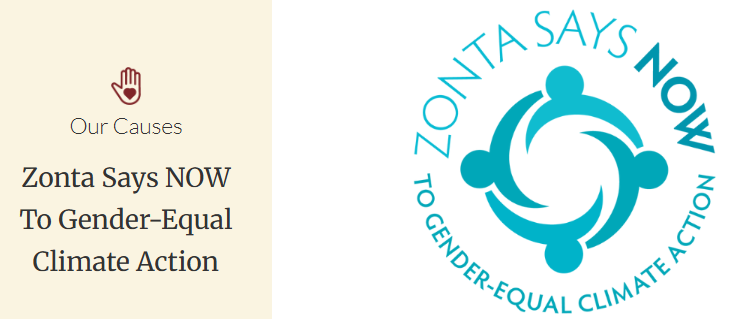 Our Causes
Zonta Says NOW
To Gender-Equal
Climate Action
ZONTA SAYS NOW
TO GENDER-EQUAL CLIMATE ACTION